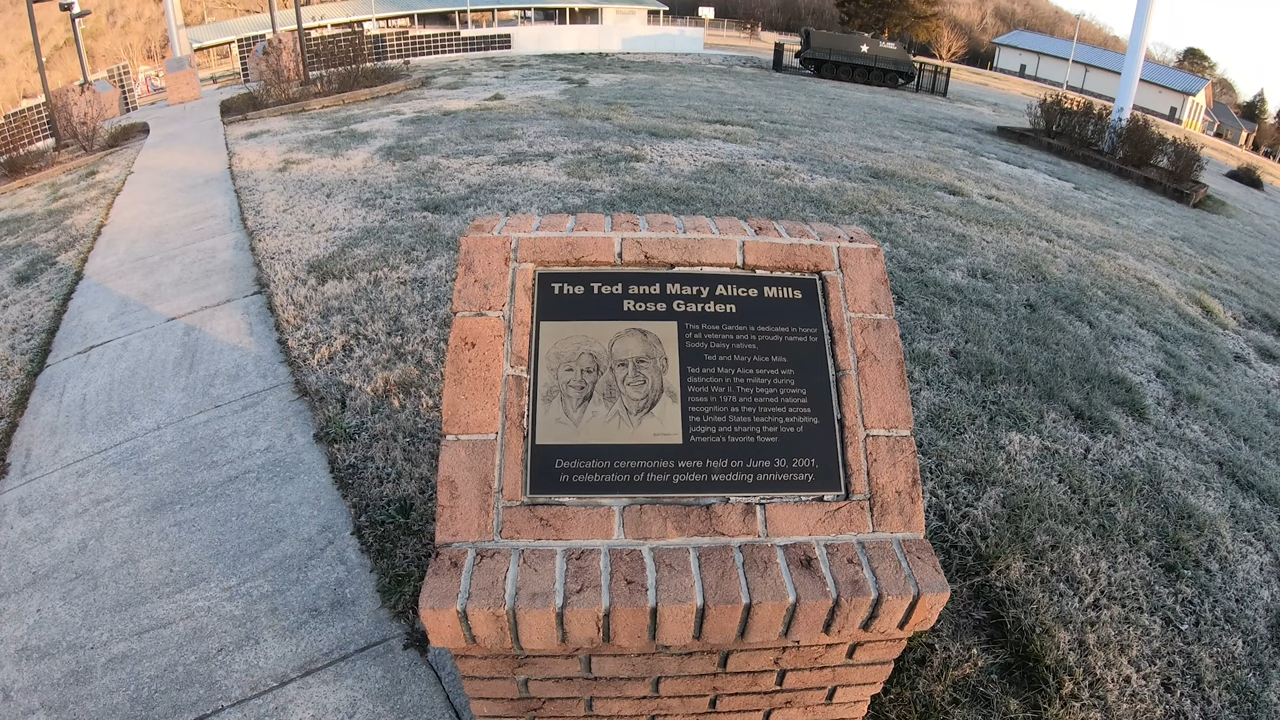 The Ted and Mary Alice Mills
Rose Garden
This Rose Garden is dedicated in honor
of all veterans and is proudly named for
Soddy Daisy natives,
Ted and Mary Alice Mills.
Ted and Mary Alice served with
distinction in the military during
World War II. They began growing
roses in 1978 and earned national
recognition as they traveled across
the United States teaching,exhibiting,
judging and sharing their love of
America's favorite flower.
Dedication ceremonies were held on June 30, 2001,
in celebration of their golden wedding anniversary.